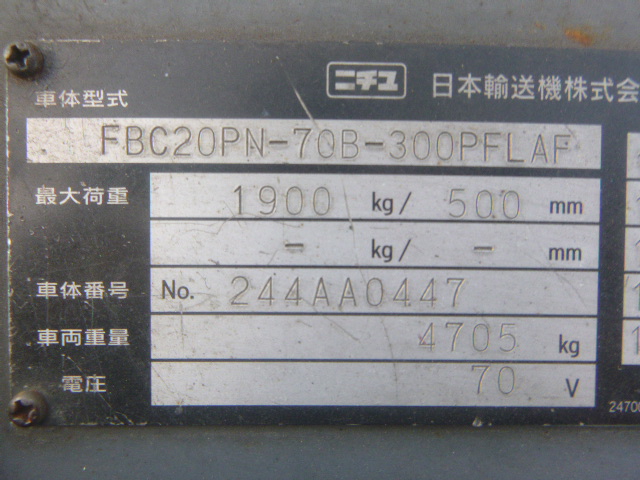 ニチユ 日本輸送機株式会
車体型式
FBC20PN-70B-300PFLAF
最大荷重 1900 kg/ 500 mm
- kg/ - mm
車体番号 No. 244AA0447
車両重量 4705 kg
電圧 70 V
2470